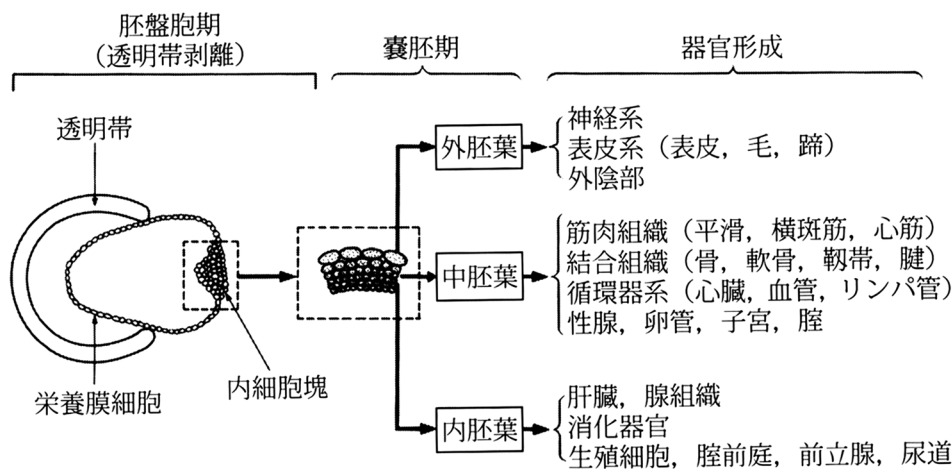 胚盤胞期
(透明帯剥離)
嚢胚期
器官形成
透明帯
栄養膜細胞
内細胞塊
外胚葉
神経系
表皮系(表皮,毛,蹄)
外陰部
中胚葉
筋肉組織(平滑,横斑筋,心筋)
結合組織(骨,軟骨,靱帯,腱)
循環器系(心臓,血管,リンパ管)
性腺,卵管,子宮,腟
内胚葉
肝臓,腺組織
消化器官
生殖細胞,腟前庭,前立腺,尿道